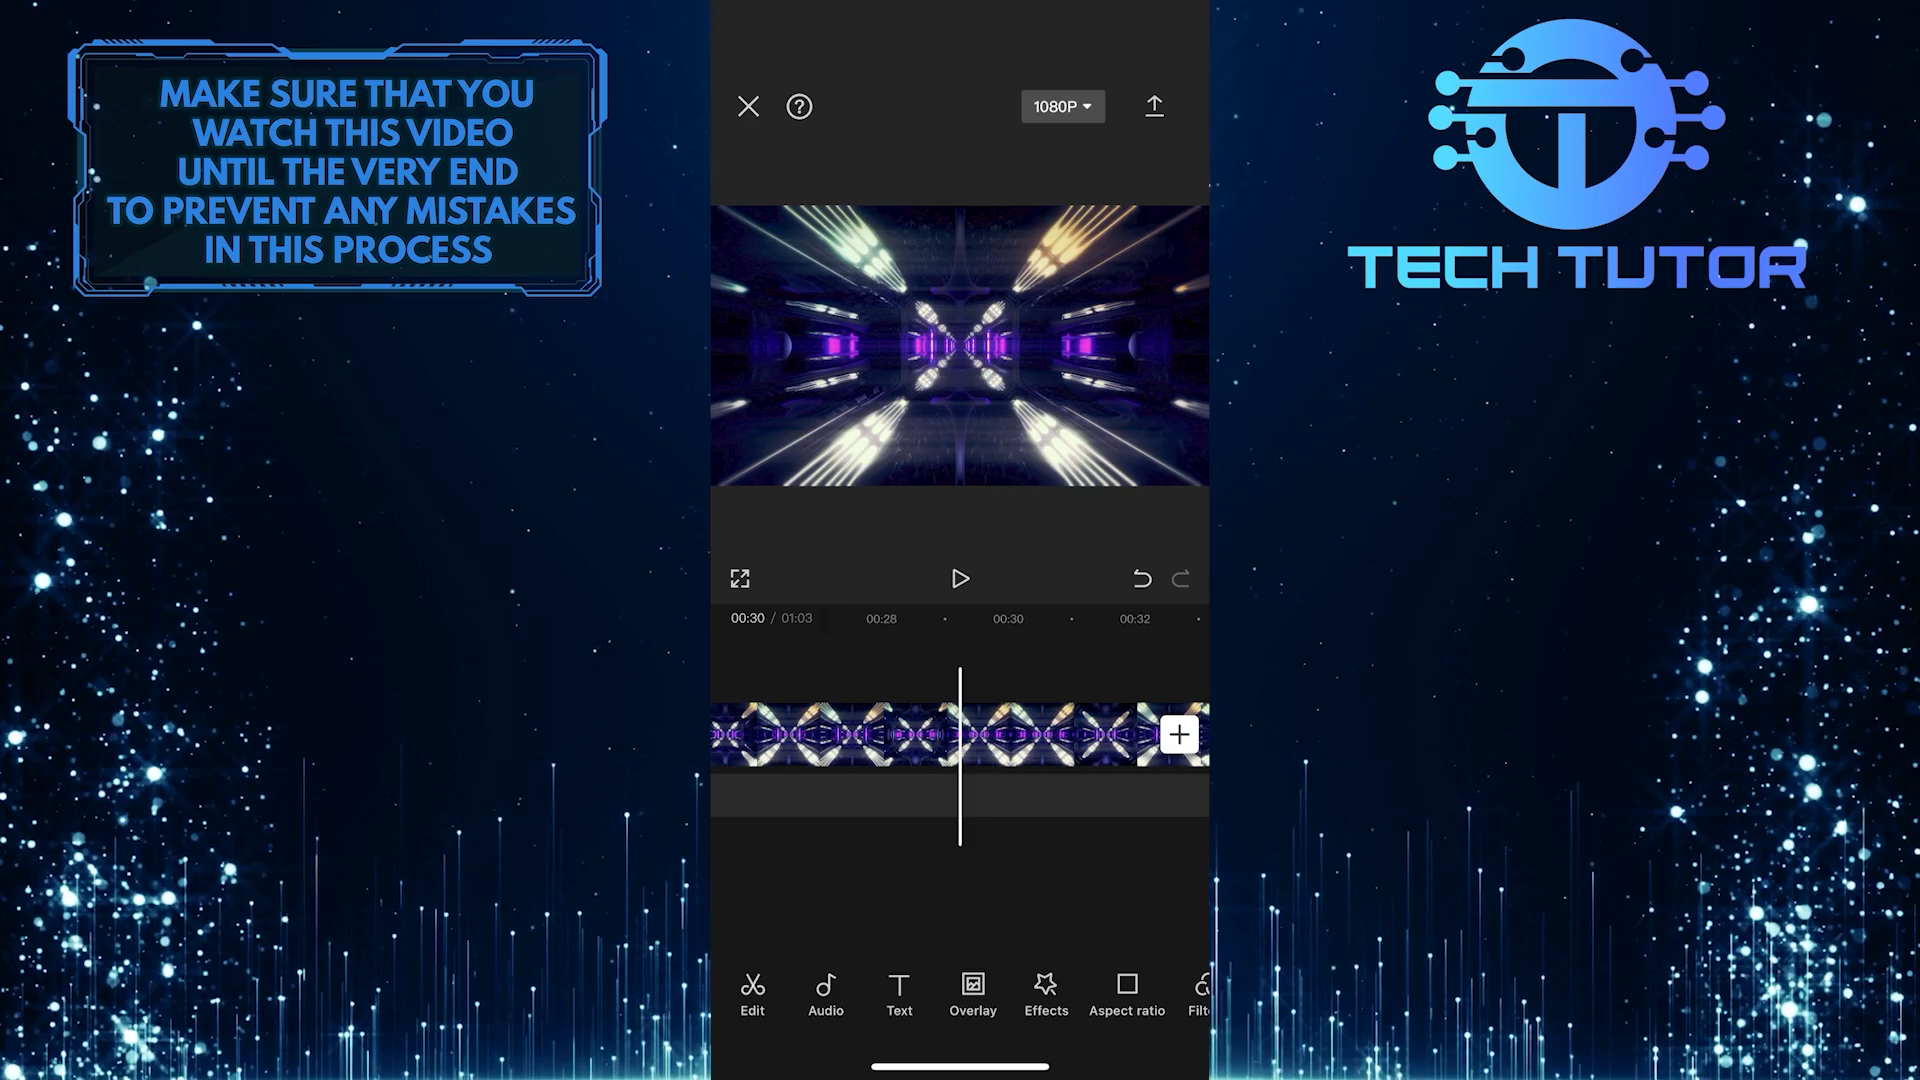 MAKE SURE THAT YOU
WATCH THIS VIDEO
UNTIL THE VERY END
TO PREVENT ANY MISTAKES
IN THIS PROCESS
TECH TUTOR
1080P
00:30 / 01:03 00:28 00:30 00:32
Edit Audio Text Overlay Effects Aspect ratio Filt